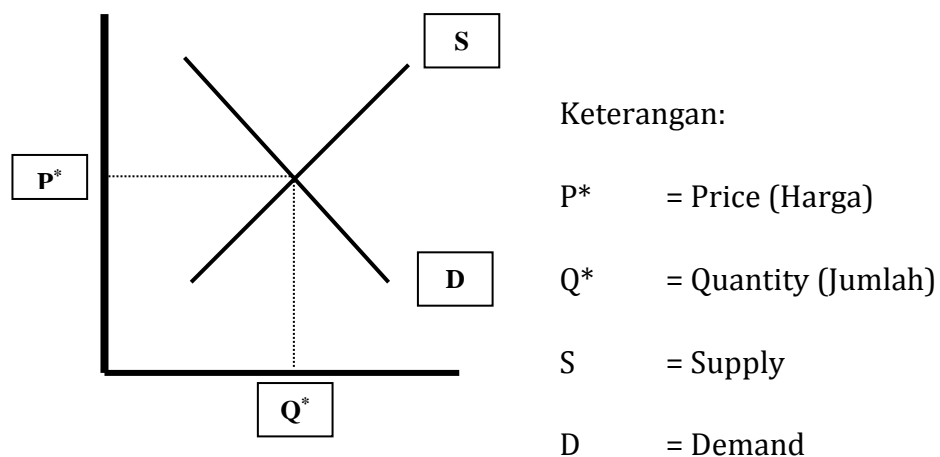 S
P*
D
Q*
Keterangan:
P* = Price (Harga)
Q* = Quantity (Jumlah)
S = Supply
D = Demand